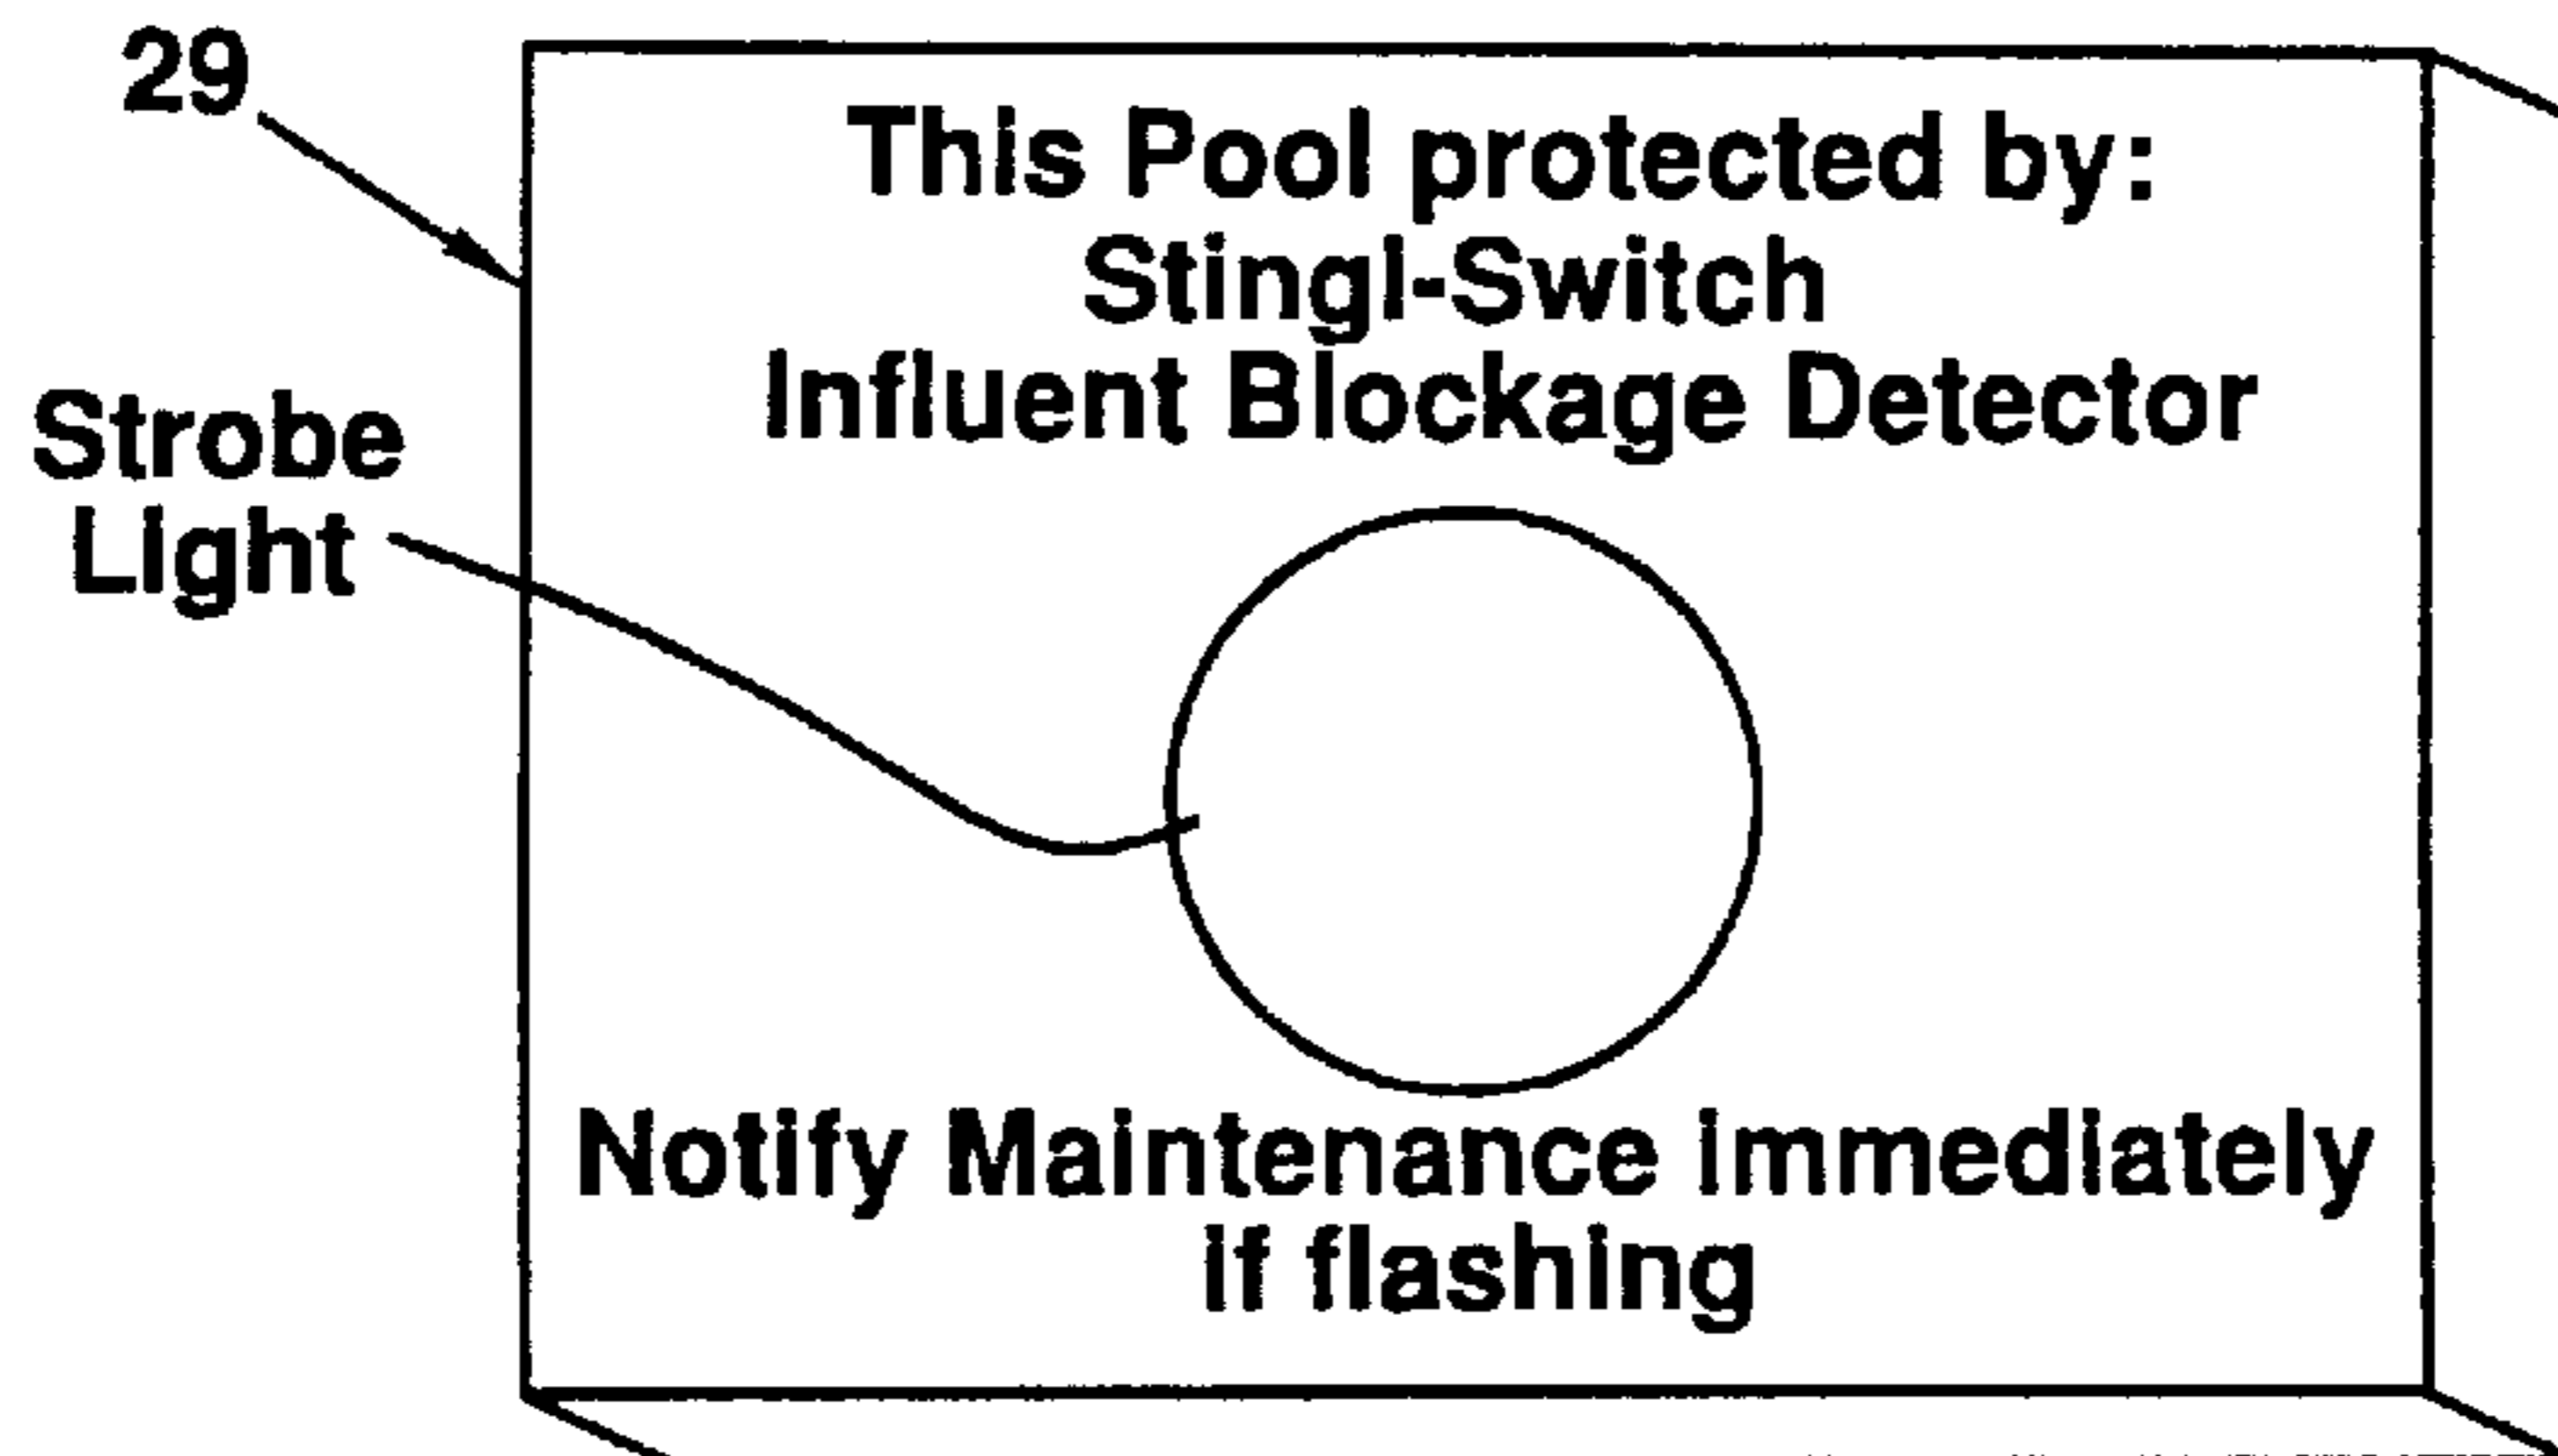 29
This Pool protected by:
Stingl-Switch
Influent Blockage Detector
Strobe
Light
Notify Maintenance immediately
if flashing